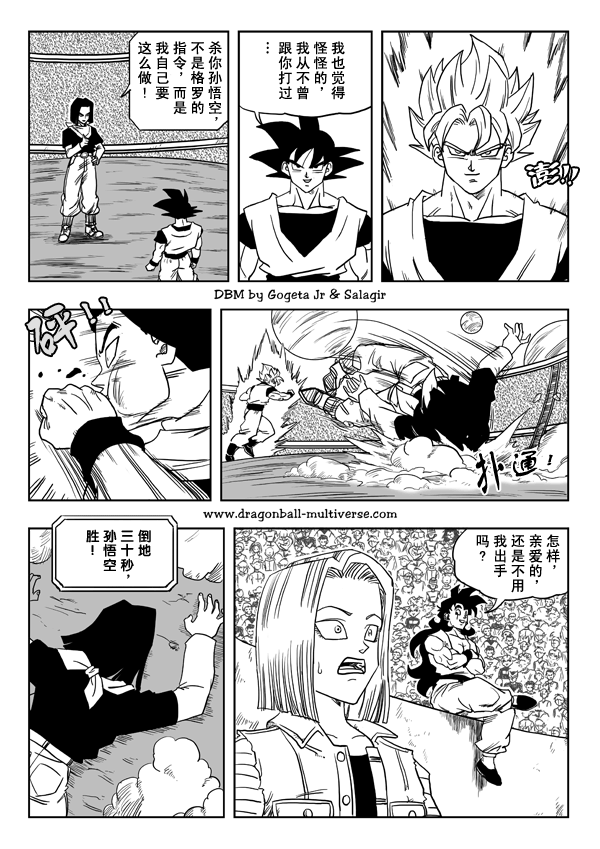 杀你孙悟空，
不是格罗的
指令，而是
我自己要
这么做！
我也觉得
怪怪的，
我从不曾
跟你打过
…
澎!!
DBM by Gogeta Jr & Salagir
砰!!
扑通！
www.dragonball-multiverse.com
倒地
三十秒，
孙悟空
胜！
怎样，
亲爱的，
还是不用
我出手
吗？